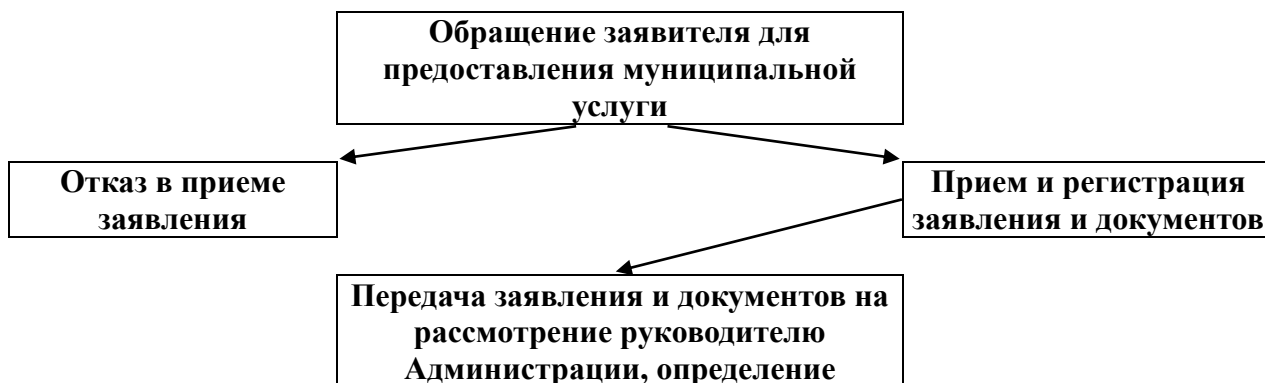 Обращение заявителя для
предоставления муниципальной
услуги
Отказ в приеме
заявления
Прием и регистрация
заявления и документов
Передача заявления и документов на
рассмотрение руководителю
Администрации, определение